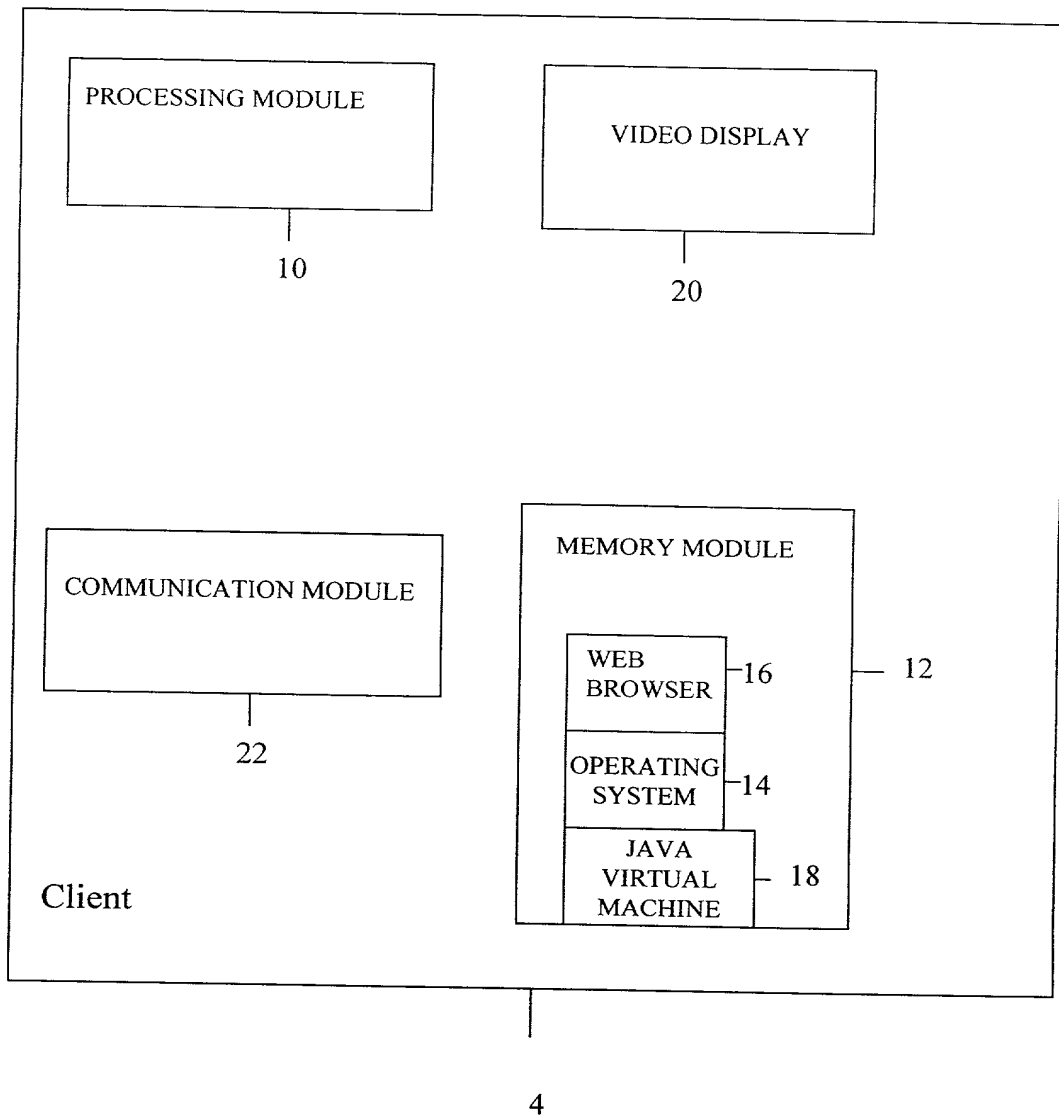 PROCESSING MODULE
VIDEO DISPLAY
10
20
MEMORY MODULE
COMMUNICATION MODULE
WEB
BROWSER
16
12
22
OPERATING
SYSTEM
14
JAVA
VIRTUAL
MACHINE
18
Client
4